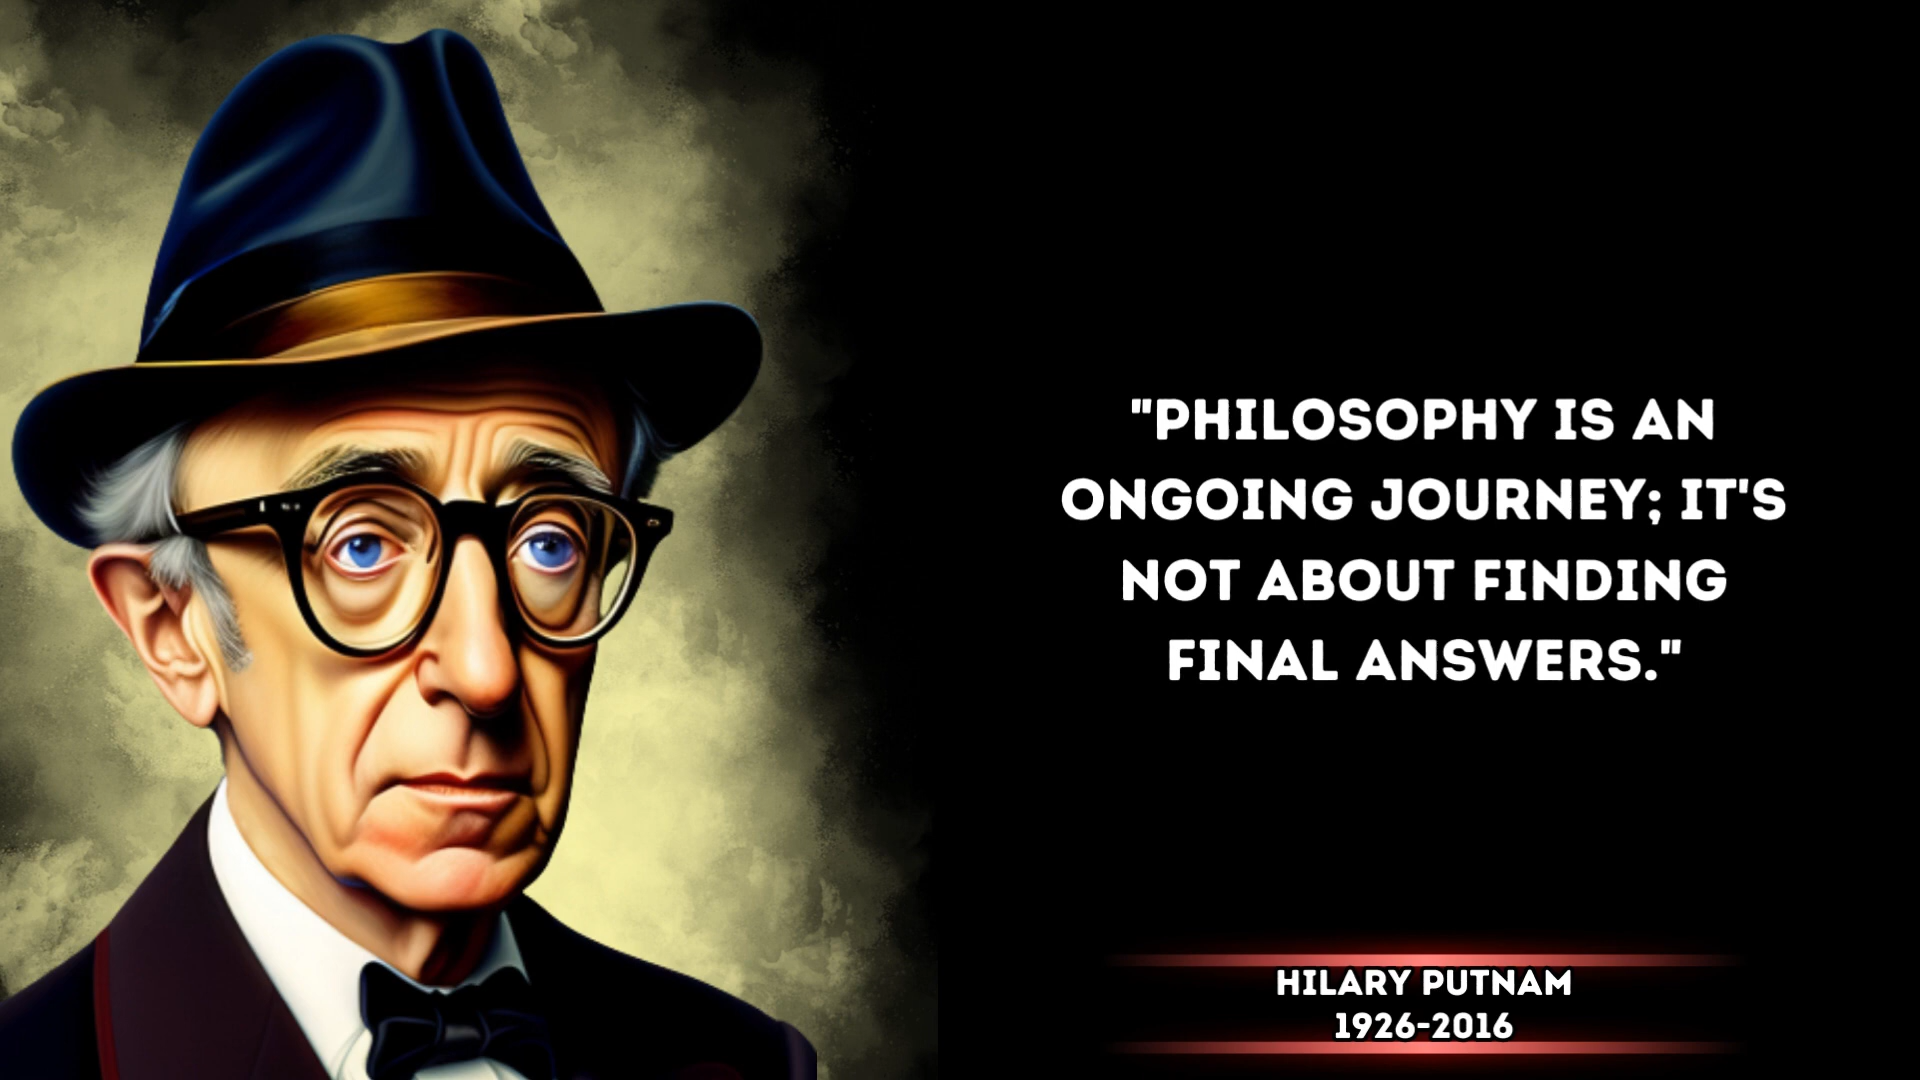 "PHILOSOPHY IS AN
ONGOING JOURNEY; IT'S
NOT ABOUT FINDING
FINAL ANSWERS."
HILARY PUTNAM
1926-2016